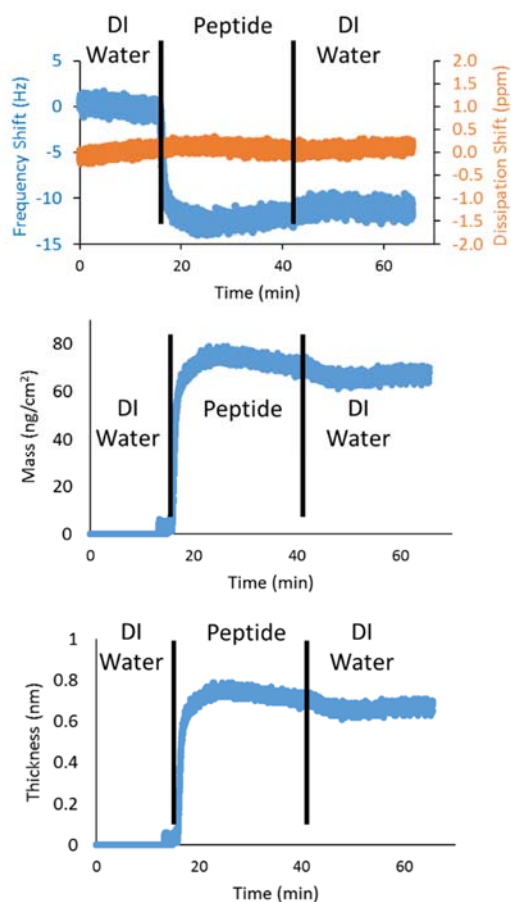 DI
Water
Peptide
DI
Water
Frequency Shift (Hz)
5
0
-5
-10
-15
2.0
1.5
1.0
0.5
0.0
-0.5
-1.0
-1.5
-2.0
Dissipation Shift (ppm)
0
20
40
60
Time (min)
Mass (ng/cm²)
80
60
40
20
0
DI
Water
Peptide
DI
Water
0
20
40
60
Time (min)
DI
Water
Peptide
DI
Water
Thickness (nm)
1
0.8
0.6
0.4
0.2
0
0
20
40
60
Time (min)